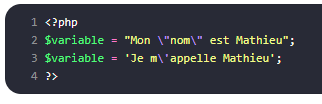 1 <?php
2 $variable = "Mon \"nom\" est Mathieu";
3 $variable = 'Je m\'appelle Mathieu';
4 ?>